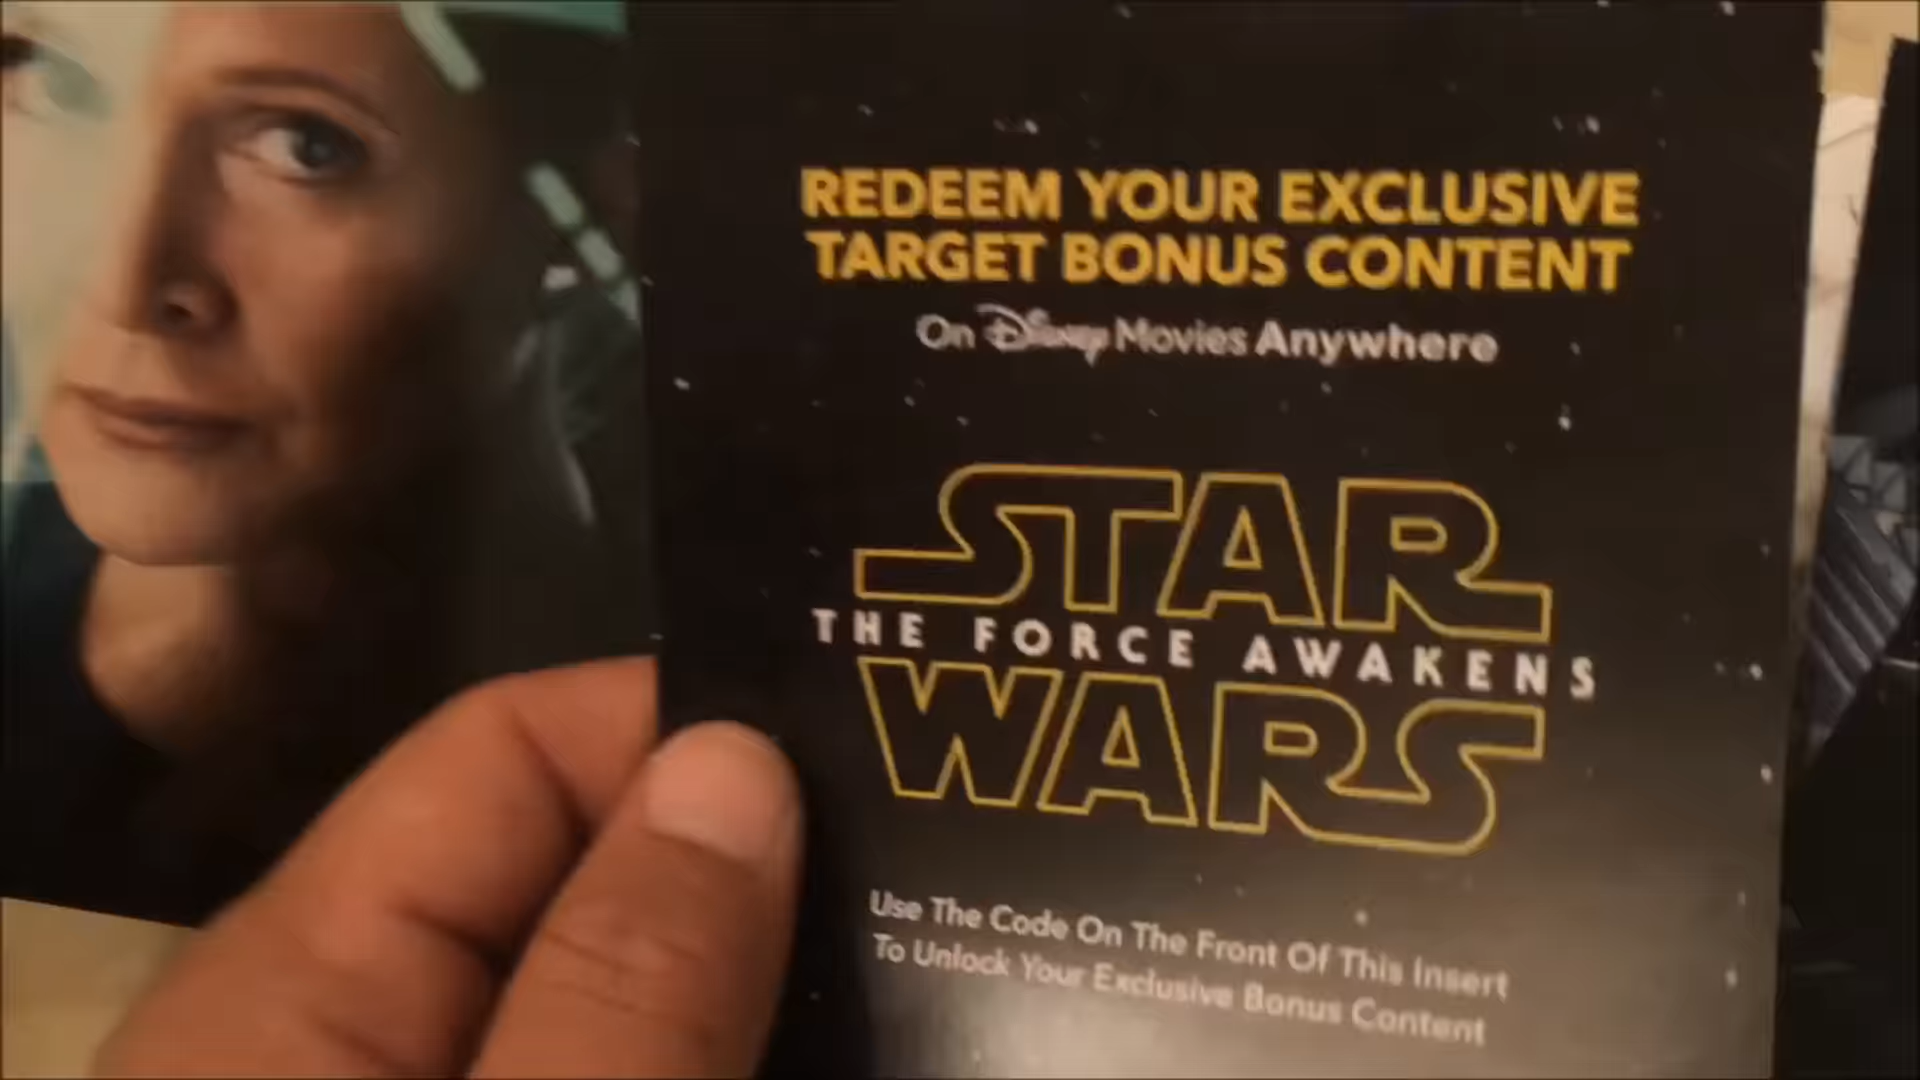 REDEEM YOUR EXCLUSIVE
TARGET BONUS CONTENT
On Disney Movies Anywhere
STAR
THE FORCE AWAKENS
WARS
Use The Code On The Front Of This Insert
To Unlock Your Exclusive Bonus Content